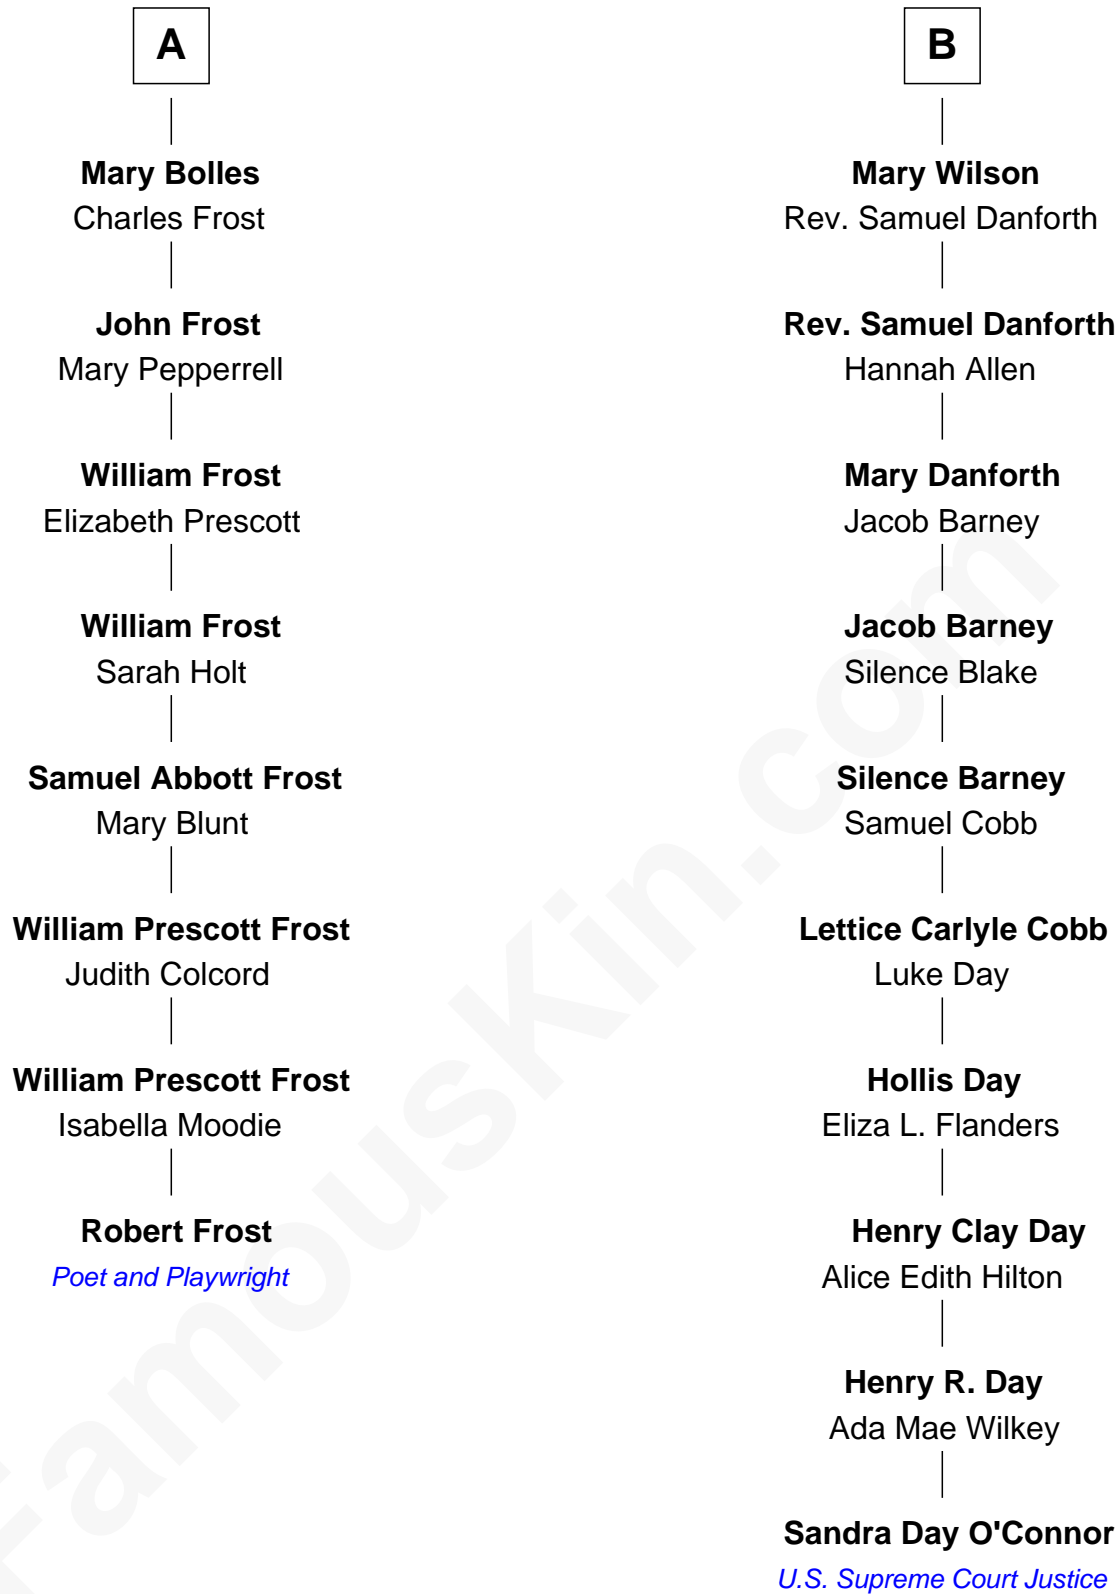 A
Mary Bolles
Charles Frost
John Frost
Mary Pepperrell
William Frost
Elizabeth Prescott
William Frost
Sarah Holt
Samuel Abbott Frost
Mary Blunt
William Prescott Frost
Judith Colcord
William Prescott Frost
Isabella Moodie
Robert Frost
Poet and Playwright
B
Mary Wilson
Rev. Samuel Danforth
Rev. Samuel Danforth
Hannah Allen
Mary Danforth
Jacob Barney
Jacob Barney
Silence Blake
Silence Barney
Samuel Cobb
Lettice Carlyle Cobb
Luke Day
Hollis Day
Eliza L. Flanders
Henry Clay Day
Alice Edith Hilton
Henry R. Day
Ada Mae Wilkey
Sandra Day O'Connor
U.S. Supreme Court Justice
FamousKin.com